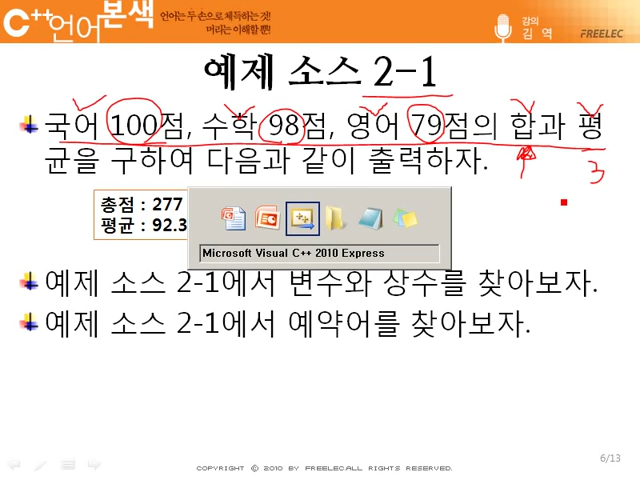 C++언어본색 언어는 두 손으로 체득하는 것!
머리는 이해할 뿐! 강의
김 역 FREELEC
예제 소스 2-1
국어 100점, 수학 98점, 영어 79점의 합과 평
균을 구하여 다음과 같이 출력하자.
3
총점 : 277
평균 : 92.3
Microsoft Visual C++ 2010 Express
예제 소스 2-1에서 변수와 상수를 찾아보자.
예제 소스 2-1에서 예약어를 찾아보자.
6/13
COPYRIGHT © 2010 BY FREELEC.ALL RIGHTS RESERVED.